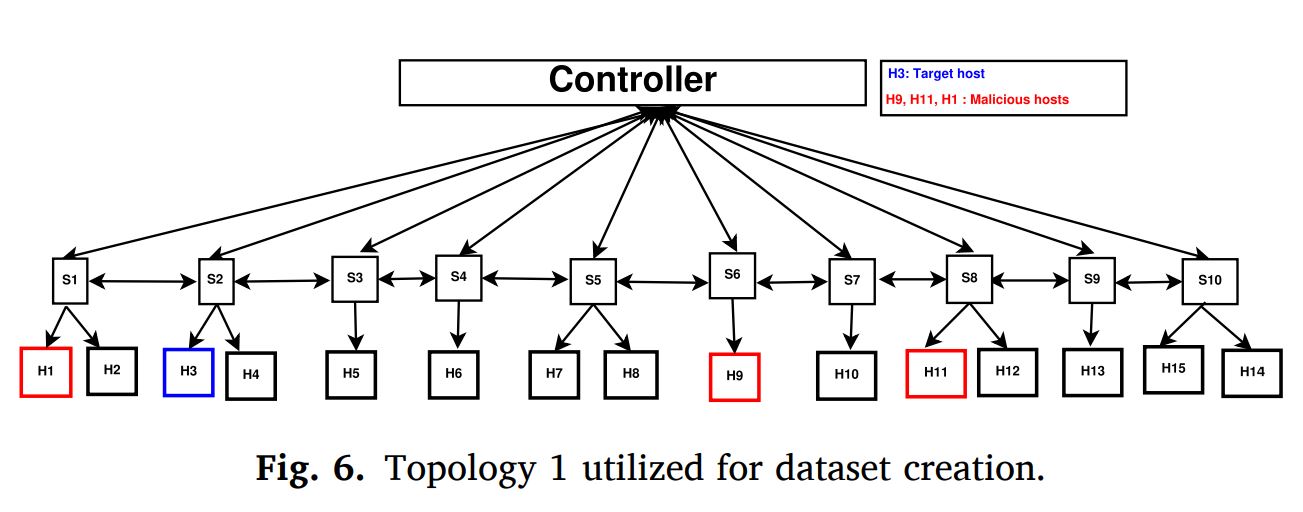 Controller
H3: Target host
H9, H11, H1 : Malicious hosts
S1
S2
S3
S4
S5
S6
S7
S8
S9
S10
H1
H2
H3
H4
H5
H6
H7
H8
H9
H10
H11
H12
H13
H15
H14
Fig. 6. Topology 1 utilized for dataset creation.